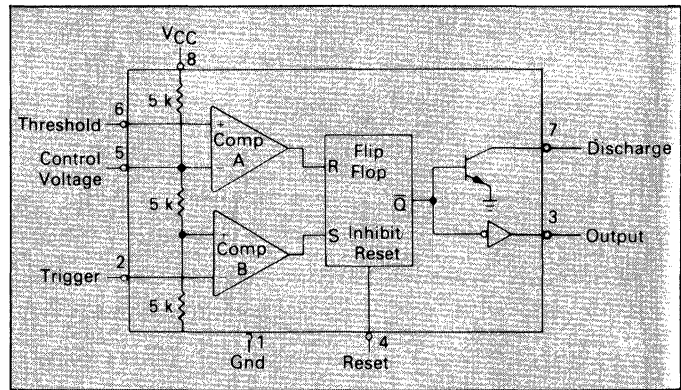 VCC
8
5 k
6
Threshold
+
Comp
A
Flip
Flop
7
Discharge
5
Control
Voltage
R
5 k
Q̅
3
Output
Comp
B
S
Inhibit
Reset
2
Trigger
5 k
1
Gnd
4
Reset